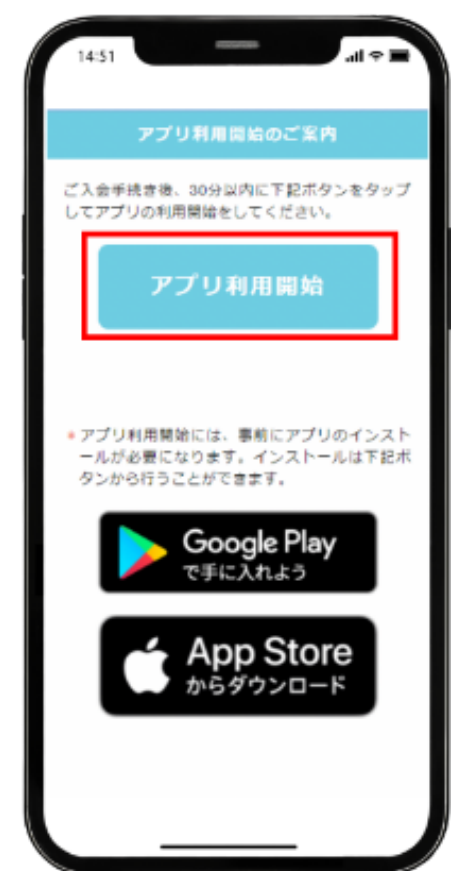 14:51
アプリ利用開始のご案内
ご入会手続き後、30分以内に下記ボタンをタップ
してアプリの利用開始をしてください。
アプリ利用開始
* アプリ利用開始には、事前にアプリのインスト
ールが必要になります。インストールは下記ボ
タンから行うことができます。
Google Play
で手に入れよう
App Store
からダウンロード